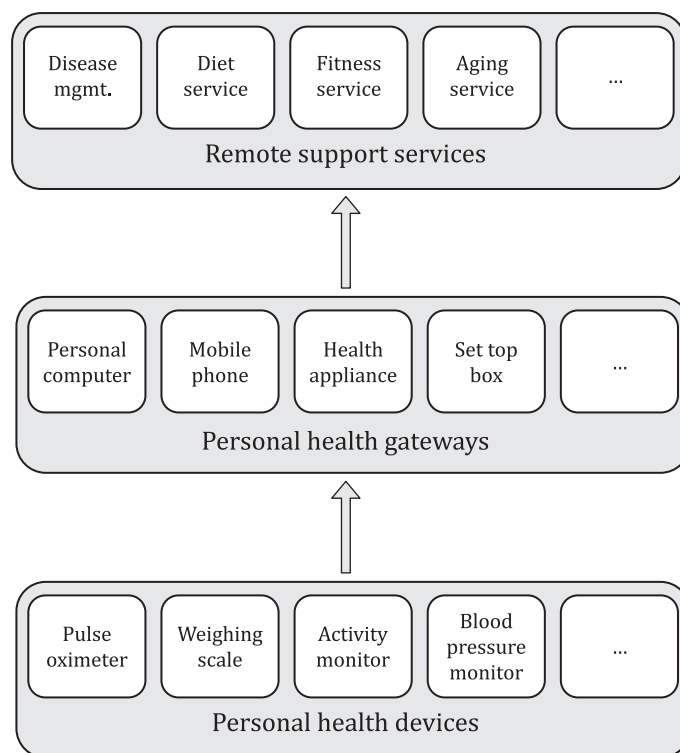 Disease
mgmt.
Diet
service
Fitness
service
Aging
service
...
Remote support services
Personal
computer
Mobile
phone
Health
appliance
Set top
box
...
Personal health gateways
Pulse
oximeter
Weighing
scale
Activity
monitor
Blood
pressure
monitor
...
Personal health devices